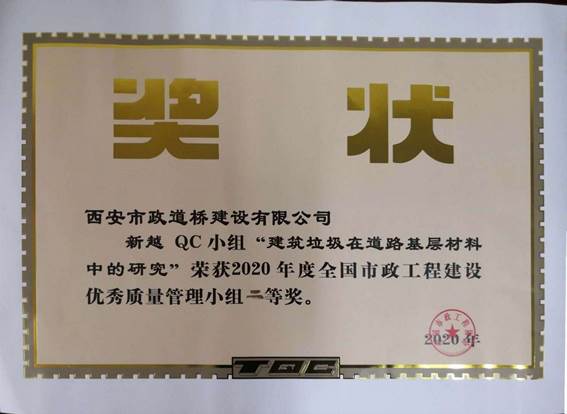 奖状
西安市政道桥建设有限公司
新越 QC小组“建筑垃圾在道路基层材料
中的研究”荣获2020年度全国市政工程建设
优秀质量管理小组二等奖。
2020年
TQC